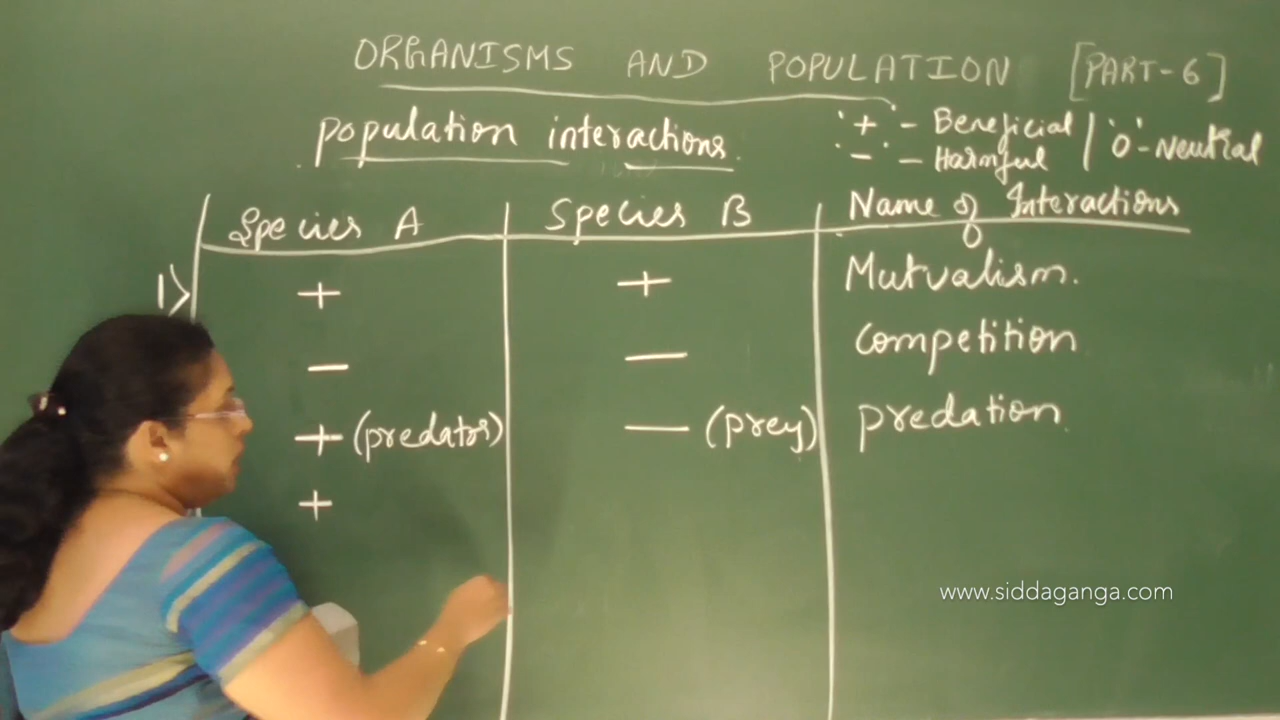 ORGANISMS AND POPULATION [PART-6]
Population interactions.
'+' - Beneficial / '0' - Neutral
'-' - Harmful
Species A Species B Name of Interactions
1) + + Mutualism.
- - Competition
+ (predator) - (prey) predation.
+
www.siddaganga.com